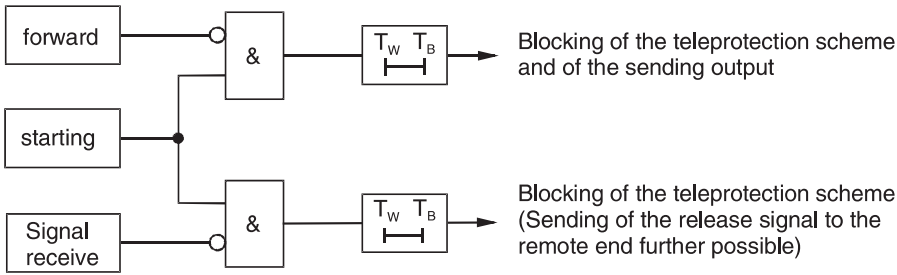 forward
&
T_W T_B
Blocking of the teleprotection scheme
and of the sending output
starting
&
T_W T_B
Blocking of the teleprotection scheme
(Sending of the release signal to the
remote end further possible)
Signal
receive